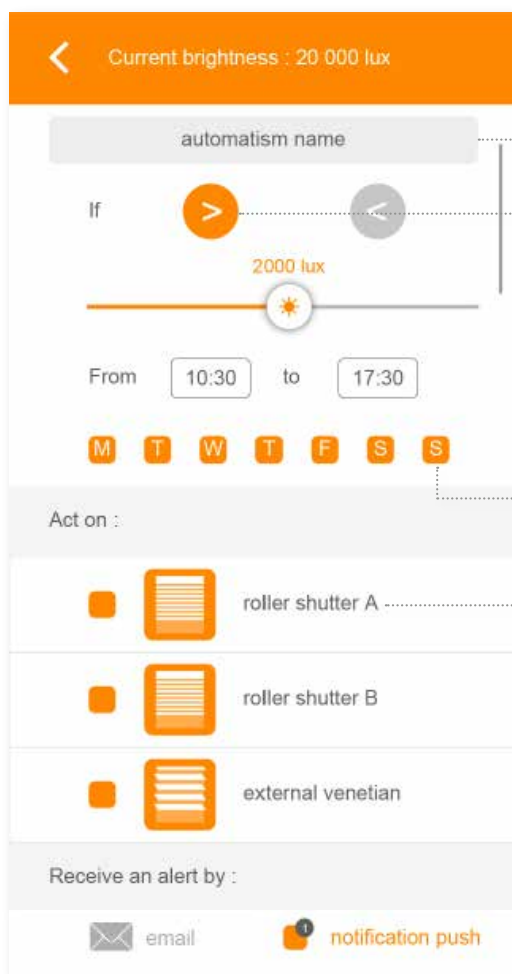 Current brightness : 20 000 lux
automatism name
If > <
2000 lux
From 10:30 to 17:30
M T W T F S S
Act on :
roller shutter A
roller shutter B
external venetian
Receive an alert by :
email 1 notification push